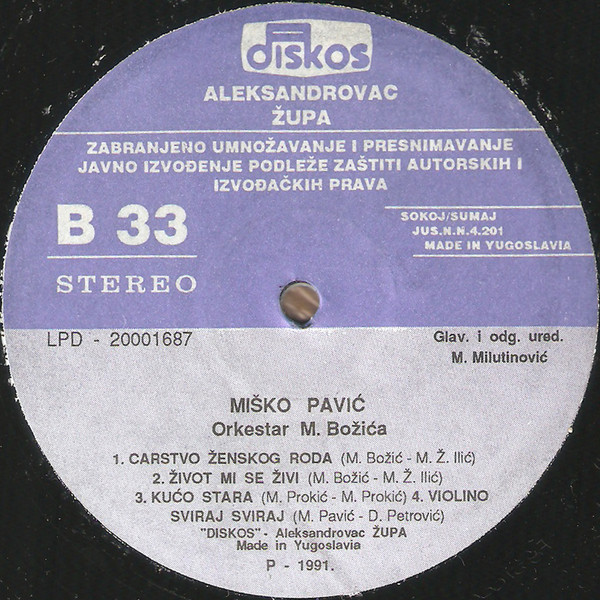 DISKOS
ALEKSANDROVAC
ŽUPA
ZABRANJENO UMNOŽAVANJE I PRESNIMAVANJE
JAVNO IZVOĐENJE PODLEŽE ZAŠTITI AUTORSKIH I
IZVOĐAČKIH PRAVA
B 33
STEREO
SOKOJ/SUMAJ
JUS.N.N.4.201
MADE IN YUGOSLAVIA
LPD - 20001687
Glav. i odg. ured.
M. Milutinović
MIŠKO PAVIĆ
Orkestar M. Božića
1. CARSTVO ŽENSKOG RODA (M. Božić - M. Ž. Ilić)
2. ŽIVOT MI SE ŽIVI (M. Božić - M. Ž. Ilić)
3. KUĆO STARA (M. Prokić - M. Prokić) 4. VIOLINO
SVIRAJ SVIRAJ (M. Pavić - D. Petrović)
"DISKOS" - Aleksandrovac ŽUPA
Made in Yugoslavia
P - 1991.